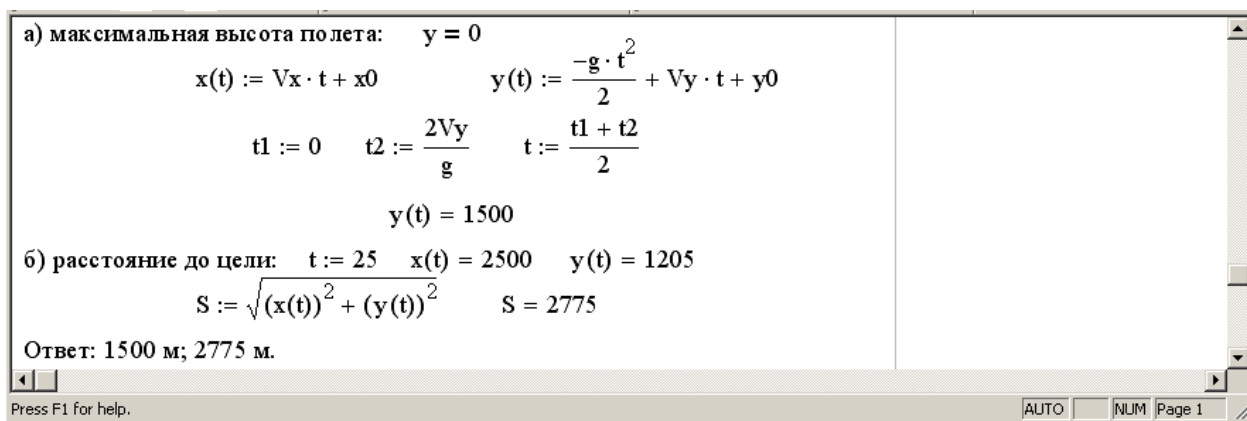 а) максимальная высота полета: y = 0
x(t) := Vx · t + x0 y(t) := −g · t² / 2 + Vy · t + y0
t1 := 0 t2 := 2Vy / g t := t1 + t2 / 2
y(t) = 1500
б) расстояние до цели: t := 25 x(t) = 2500 y(t) = 1205
S := √(x(t))² + (y(t))² S = 2775
Ответ: 1500 м; 2775 м.
Press F1 for help. AUTO NUM Page 1